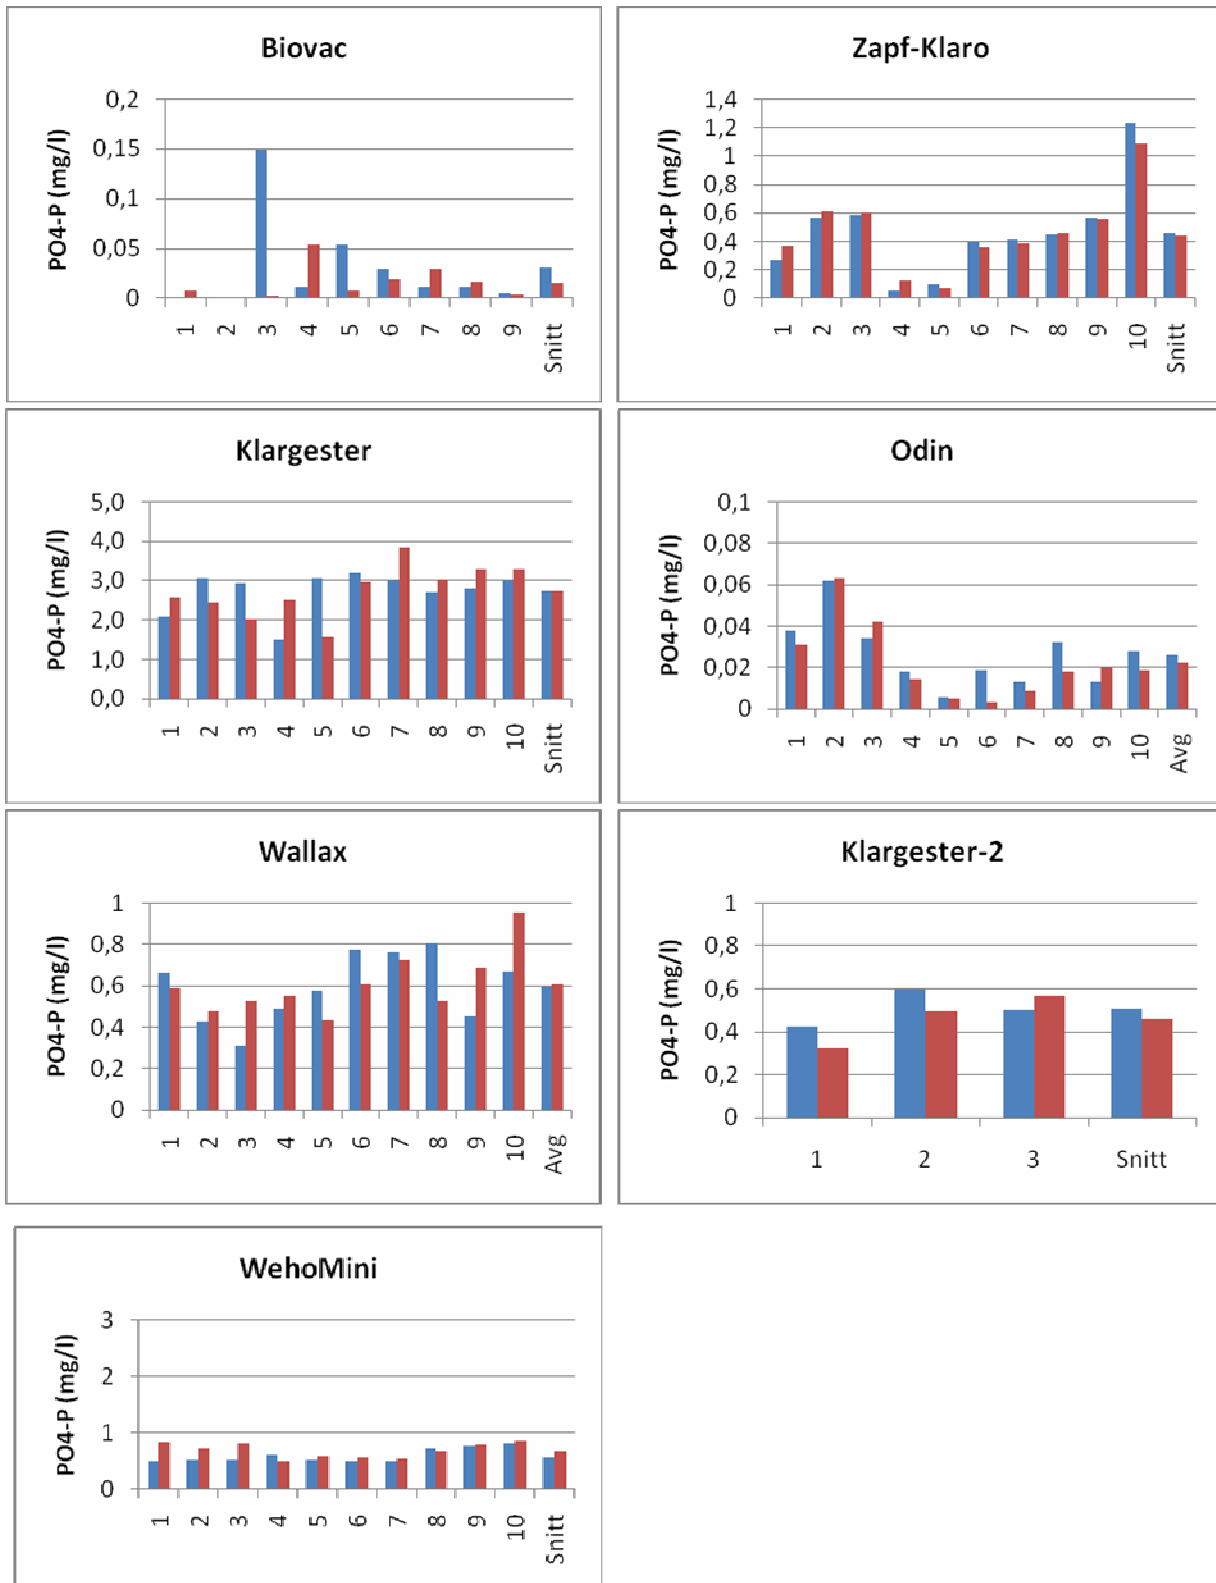 Biovac
PO4-P (mg/l)
0,2
0,15
0,1
0,05
0
1 2 3 4 5 6 7 8 9 Snitt
Zapf-Klaro
PO4-P (mg/l)
1,4
1,2
1
0,8
0,6
0,4
0,2
0
1 2 3 4 5 6 7 8 9 10 Snitt
Klargester
PO4-P (mg/l)
5,0
4,0
3,0
2,0
1,0
0,0
1 2 3 4 5 6 7 8 9 10 Snitt
Odin
PO4-P (mg/l)
0,1
0,08
0,06
0,04
0,02
0
1 2 3 4 5 6 7 8 9 10 Avg
Wallax
PO4-P (mg/l)
1
0,8
0,6
0,4
0,2
0
1 2 3 4 5 6 7 8 9 10 Avg
Klargester-2
PO4-P (mg/l)
1
0,8
0,6
0,4
0,2
0
1 2 3 Snitt
WehoMini
PO4-P (mg/l)
3
2
1
0
1 2 3 4 5 6 7 8 9 10 Snitt